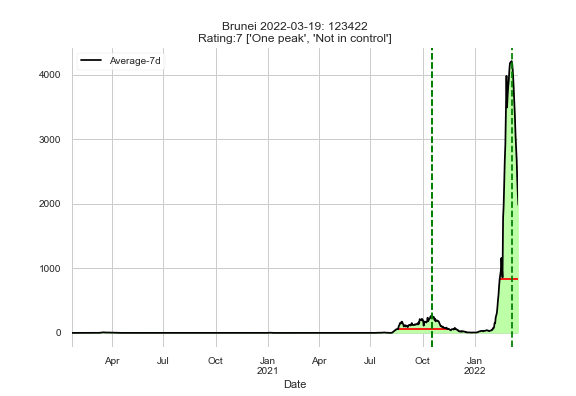 Brunei 2022-03-19: 123422
Rating:7 ['One peak', 'Not in control']
Average-7d
4000
3000
2000
1000
0
Apr Jul Oct Jan Apr Jul Oct Jan
2021 2022
Date